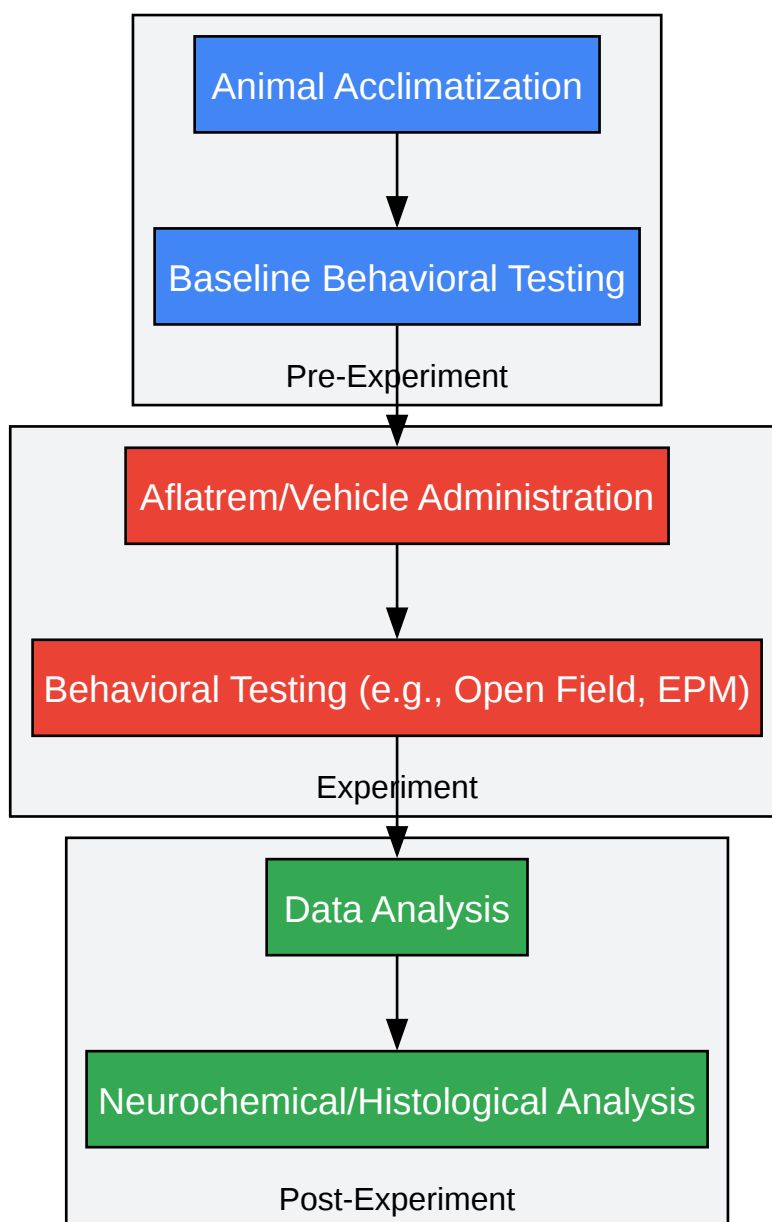 Animal Acclimatization
Baseline Behavioral Testing
Pre-Experiment
Aflatrem/Vehicle Administration
Behavioral Testing (e.g., Open Field, EPM)
Experiment
Data Analysis
Neurochemical/Histological Analysis
Post-Experiment